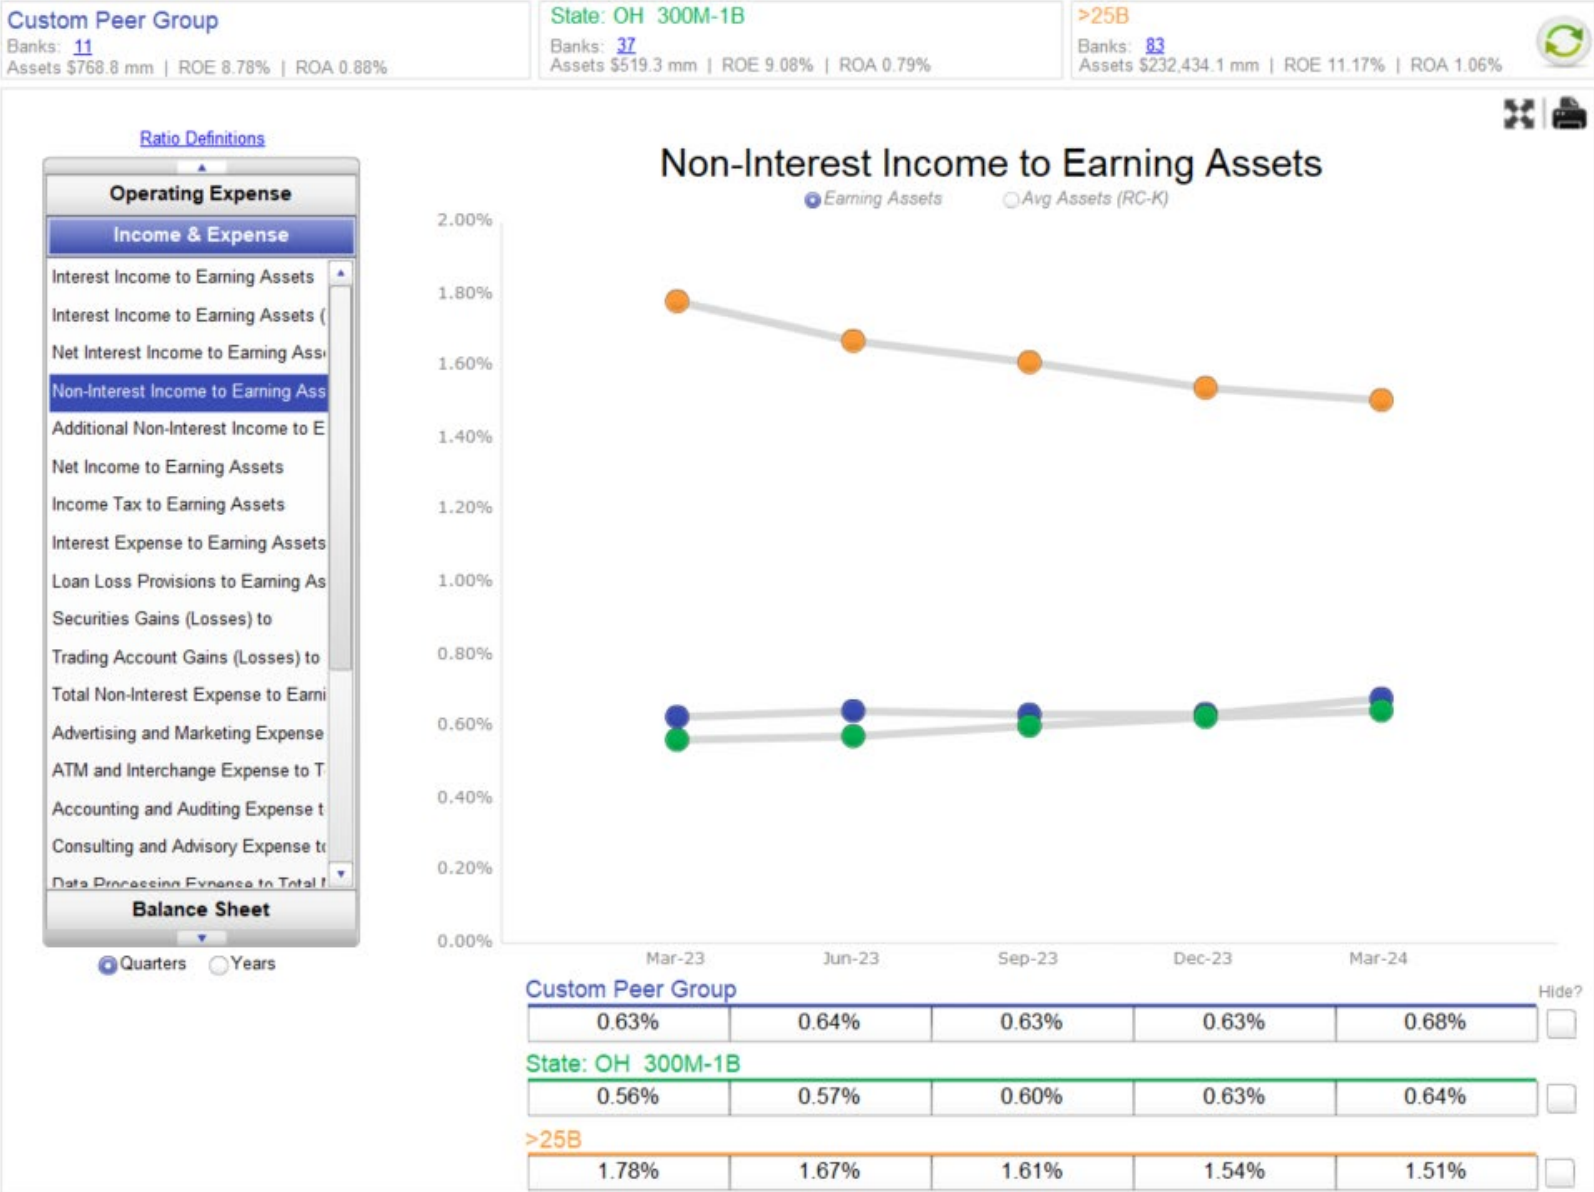 Custom Peer Group
Banks: 11
Assets $768.8 mm | ROE 8.78% | ROA 0.88%
State: OH 300M-1B
Banks: 37
Assets $519.3 mm | ROE 9.08% | ROA 0.79%
>25B
Banks: 83
Assets $232,434.1 mm | ROE 11.17% | ROA 1.06%
Ratio Definitions
Operating Expense
Income & Expense
Interest Income to Earning Assets
Interest Income to Earning Assets (
Net Interest Income to Earning Ass
Non-Interest Income to Earning Ass
Additional Non-Interest Income to E
Net Income to Earning Assets
Income Tax to Earning Assets
Interest Expense to Earning Assets
Loan Loss Provisions to Earning As
Securities Gains (Losses) to
Trading Account Gains (Losses) to
Total Non-Interest Expense to Earni
Advertising and Marketing Expense
ATM and Interchange Expense to T
Accounting and Auditing Expense t
Consulting and Advisory Expense to
Data Processing Expense to Total
Balance Sheet
Quarters Years
Non-Interest Income to Earning Assets
Earning Assets Avg Assets (RC-K)
2.00%
1.80%
1.60%
1.40%
1.20%
1.00%
0.80%
0.60%
0.40%
0.20%
0.00%
Mar-23 Jun-23 Sep-23 Dec-23 Mar-24
Custom Peer Group Hide?
0.63% 0.64% 0.63% 0.63% 0.68%
State: OH 300M-1B
0.56% 0.57% 0.60% 0.63% 0.64%
>25B
1.78% 1.67% 1.61% 1.54% 1.51%